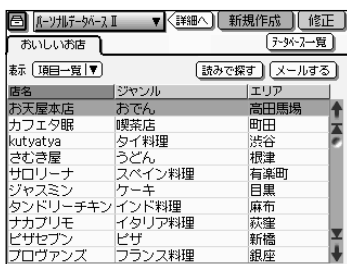 パーソナルデータベースⅡ ▼ 詳細へ 新規作成 修正
おいしいお店 データベース一覧
表示 項目一覧 ▼ 読みで探す メールする
店名 ジャンル エリア
お天屋本店 おでん 高田馬場
カフェ夕眠 喫茶店 町田
kutyatya タイ料理 渋谷
さむき屋 うどん 根津
サロリーナ スペイン料理 有楽町
ジャスミン ケーキ 目黒
タンドリーチキン インド料理 麻布
ナカプリモ イタリア料理 荻窪
ピザセブン ピザ 新橋
プロヴァンズ フランス料理 銀座